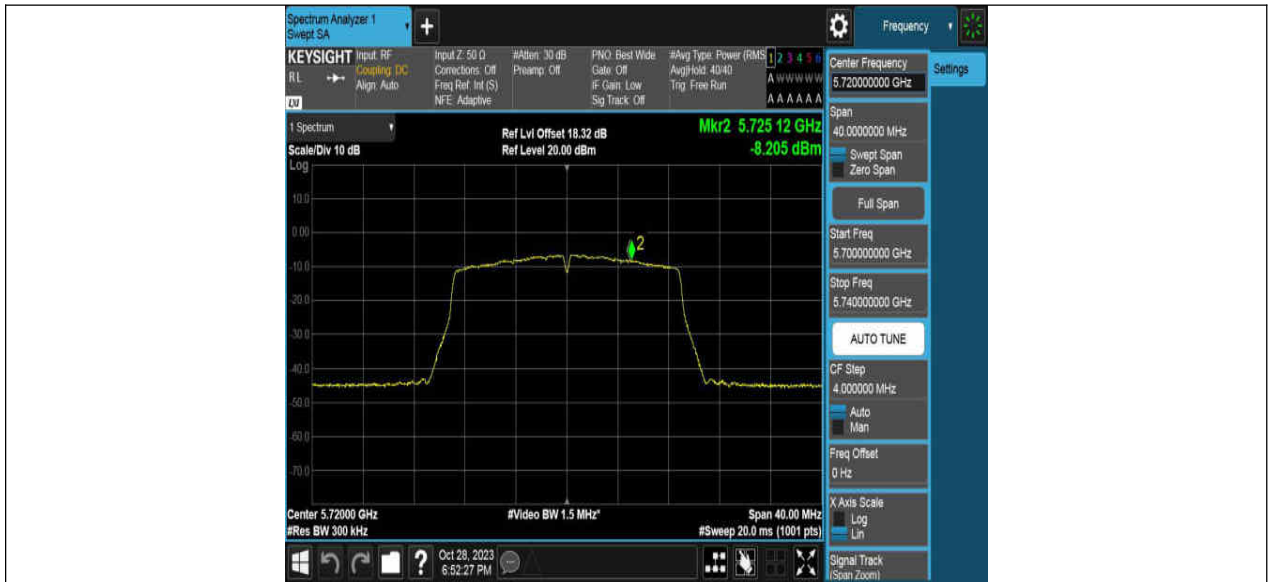 Spectrum Analyzer 1
Swept SA
Frequency
KEYSIGHT
Input: RF
Input Z: 50 Ω
#Atten: 30 dB
PNO: Best Wide
#Avg Type: Power (RMS
1 2 3 4 5 6
RL
Coupling: DC
Corrections: Off
Preamp: Off
Gate: Off
Avg|Hold: 40/40
Align: Auto
Freq Ref: Int (S)
IF Gain: Low
Trig: Free Run
A W W W W W
NFE: Adaptive
Sig Track: Off
A A A A A A
LXI
Center Frequency
5.720000000 GHz
Settings
Span
40.0000000 MHz
Swept Span
Zero Span
Full Span
Start Freq
5.700000000 GHz
Stop Freq
5.740000000 GHz
AUTO TUNE
CF Step
4.000000 MHz
Auto
Man
Freq Offset
0 Hz
X Axis Scale
Log
Lin
Signal Track
(Span Zoom)
1 Spectrum
Ref Lvl Offset 18.32 dB
Mkr2 5.725 12 GHz
Scale/Div 10 dB
Ref Level 20.00 dBm
-8.205 dBm
Log
10.0
0.00
2
-10.0
-20.0
-30.0
-40.0
-50.0
-60.0
-70.0
Center 5.72000 GHz
#Video BW 1.5 MHz*
Span 40.00 MHz
#Res BW 300 kHz
#Sweep 20.0 ms (1001 pts)
?
Oct 28, 2023
6:52:27 PM